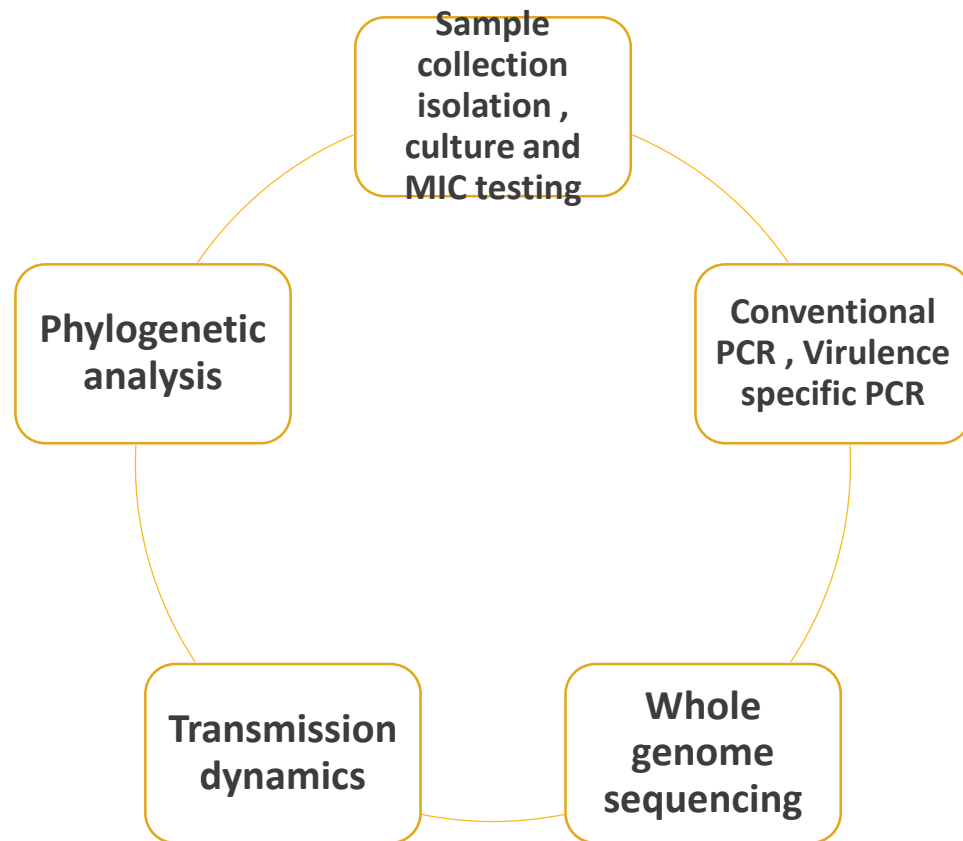 Sample
collection
isolation ,
culture and
MIC testing
Conventional
PCR , Virulence
specific PCR
Whole
genome
sequencing
Transmission
dynamics
Phylogenetic
analysis